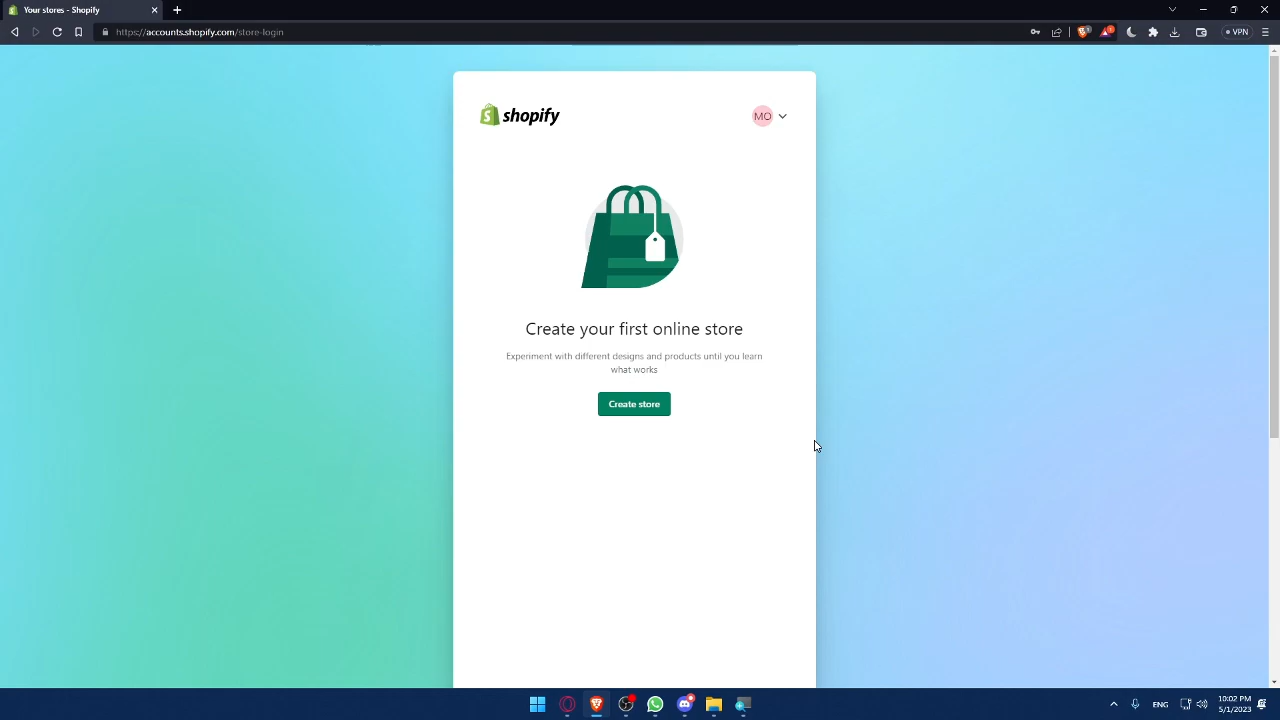 Your stores - Shopify
https://accounts.shopify.com/store-login
VPN
shopify
MO
Create your first online store
Experiment with different designs and products until you learn
what works
Create store
ENG
10:02 PM
5/1/2023